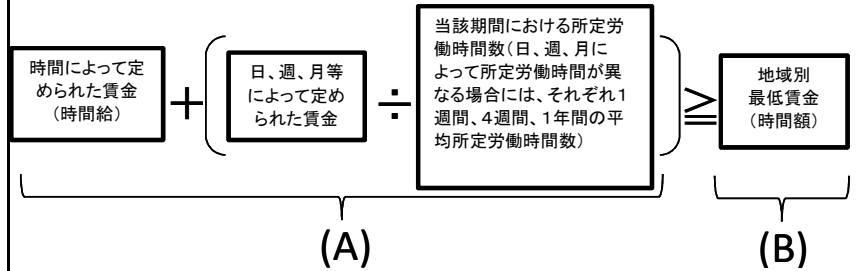 時間によって定
められた賃金
(時間給)
＋
日、週、月等
によって定め
られた賃金
÷
当該期間における所定労
働時間数(日、週、月に
よって所定労働時間が異
なる場合には、それぞれ1
週間、4週間、1年間の平
均所定労働時間数)
≧
地域別
最低賃金
(時間額)
(A)
(B)